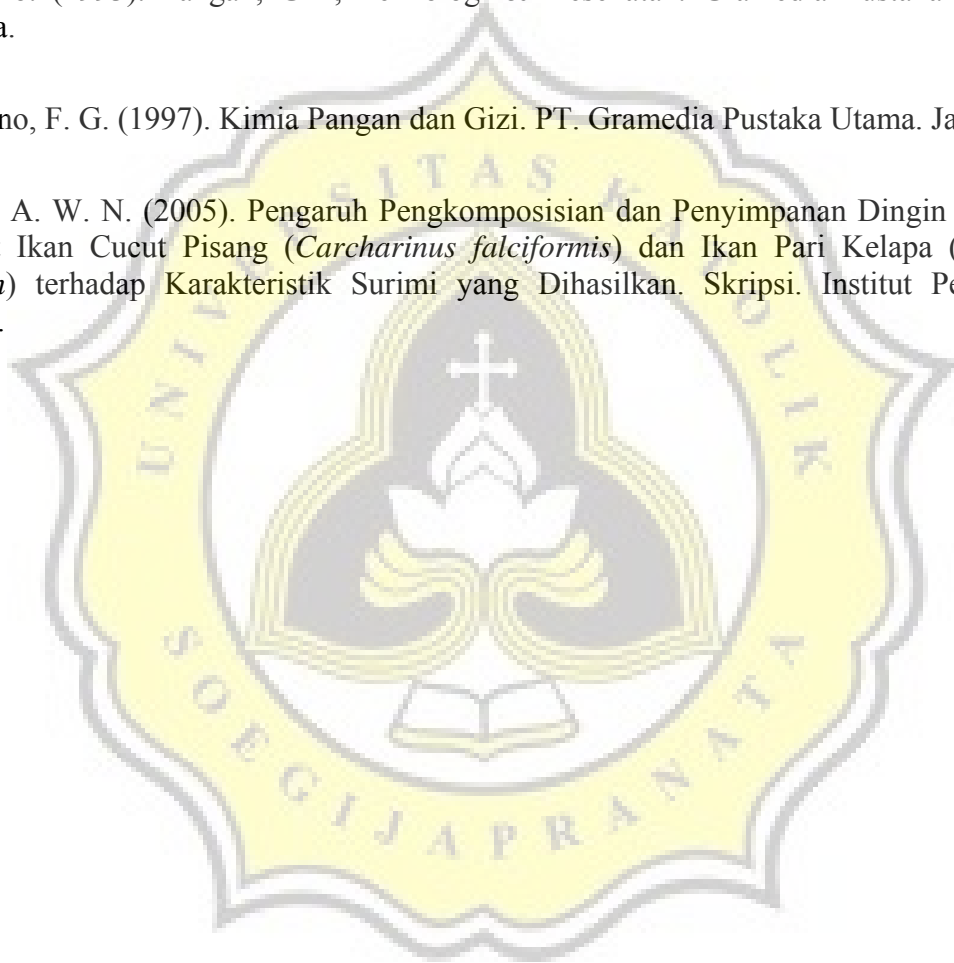 a.
no, F. G. (1997). Kimia Pangan dan Gizi. PT. Gramedia Pustaka Utama. Ja
A. W. N. (2005). Pengaruh Pengkomposisian dan Penyimpanan Dingin
Ikan Cucut Pisang (Carcharinus falciformis) dan Ikan Pari Kelapa (
) terhadap Karakteristik Surimi yang Dihasilkan. Skripsi. Institut Pe
UNIVERSITAS KATOLIK
SOEGIJAPRANATA